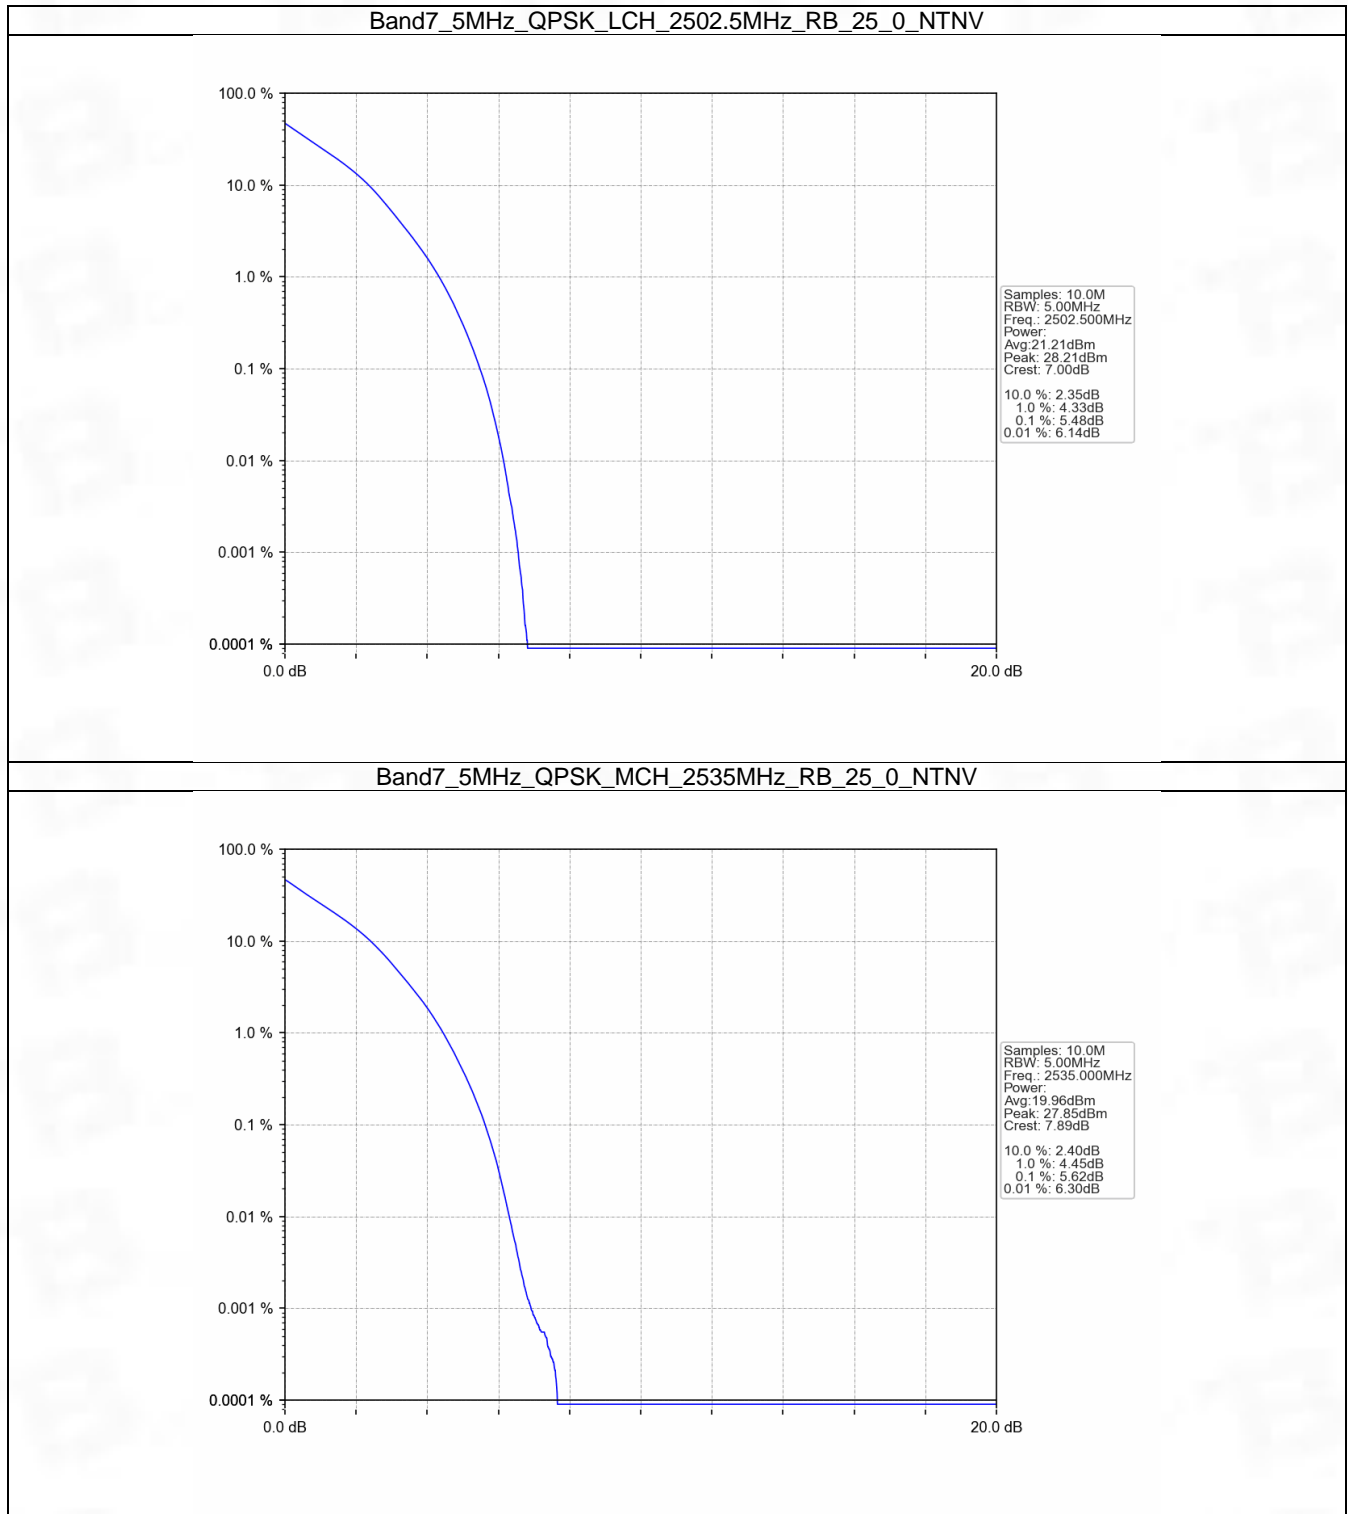 Band7_5MHz_QPSK_LCH_2502.5MHz_RB_25_0_NTNV
100.0 %
10.0 %
1.0 %
0.1 %
0.01 %
0.001 %
0.0001 %
0.0 dB
20.0 dB
Samples: 10.0M
RBW: 5.00MHz
Freq.: 2502.500MHz
Power:
Avg:21.21dBm
Peak: 28.21dBm
Crest: 7.00dB
10.0 %: 2.35dB
1.0 %: 4.33dB
0.1 %: 5.48dB
0.01 %: 6.14dB
Band7_5MHz_QPSK_MCH_2535MHz_RB_25_0_NTNV
100.0 %
10.0 %
1.0 %
0.1 %
0.01 %
0.001 %
0.0001 %
0.0 dB
20.0 dB
Samples: 10.0M
RBW: 5.00MHz
Freq.: 2535.000MHz
Power:
Avg:19.96dBm
Peak: 27.85dBm
Crest: 7.89dB
10.0 %: 2.40dB
1.0 %: 4.45dB
0.1 %: 5.62dB
0.01 %: 6.30dB